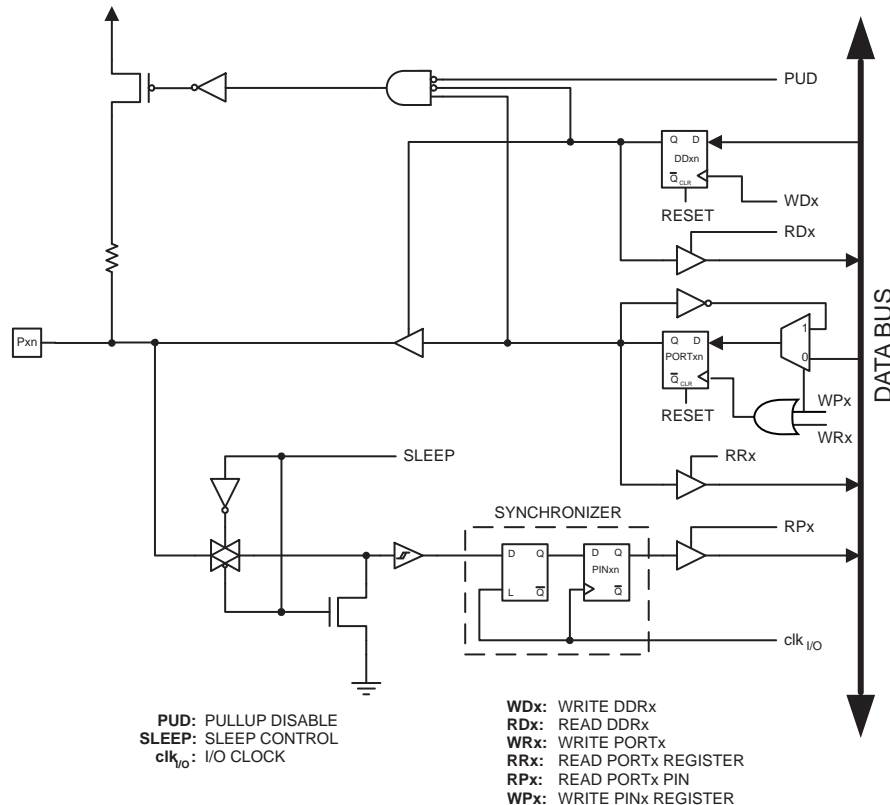 PUD
Q D
DDxn
Q CLR
WDx
RESET
RDx
Pxn
1
Q D
PORTxn
0
Q CLR
DATA BUS
WPx
RESET
WRx
SLEEP
RRx
SYNCHRONIZER
RPx
D Q
D Q
PINxn
L Q
Q
clk I/O
PUD: PULLUP DISABLE
SLEEP: SLEEP CONTROL
clkI/O: I/O CLOCK
WDx: WRITE DDRx
RDx: READ DDRx
WRx: WRITE PORTx
RRx: READ PORTx REGISTER
RPx: READ PORTx PIN
WPx: WRITE PINx REGISTER